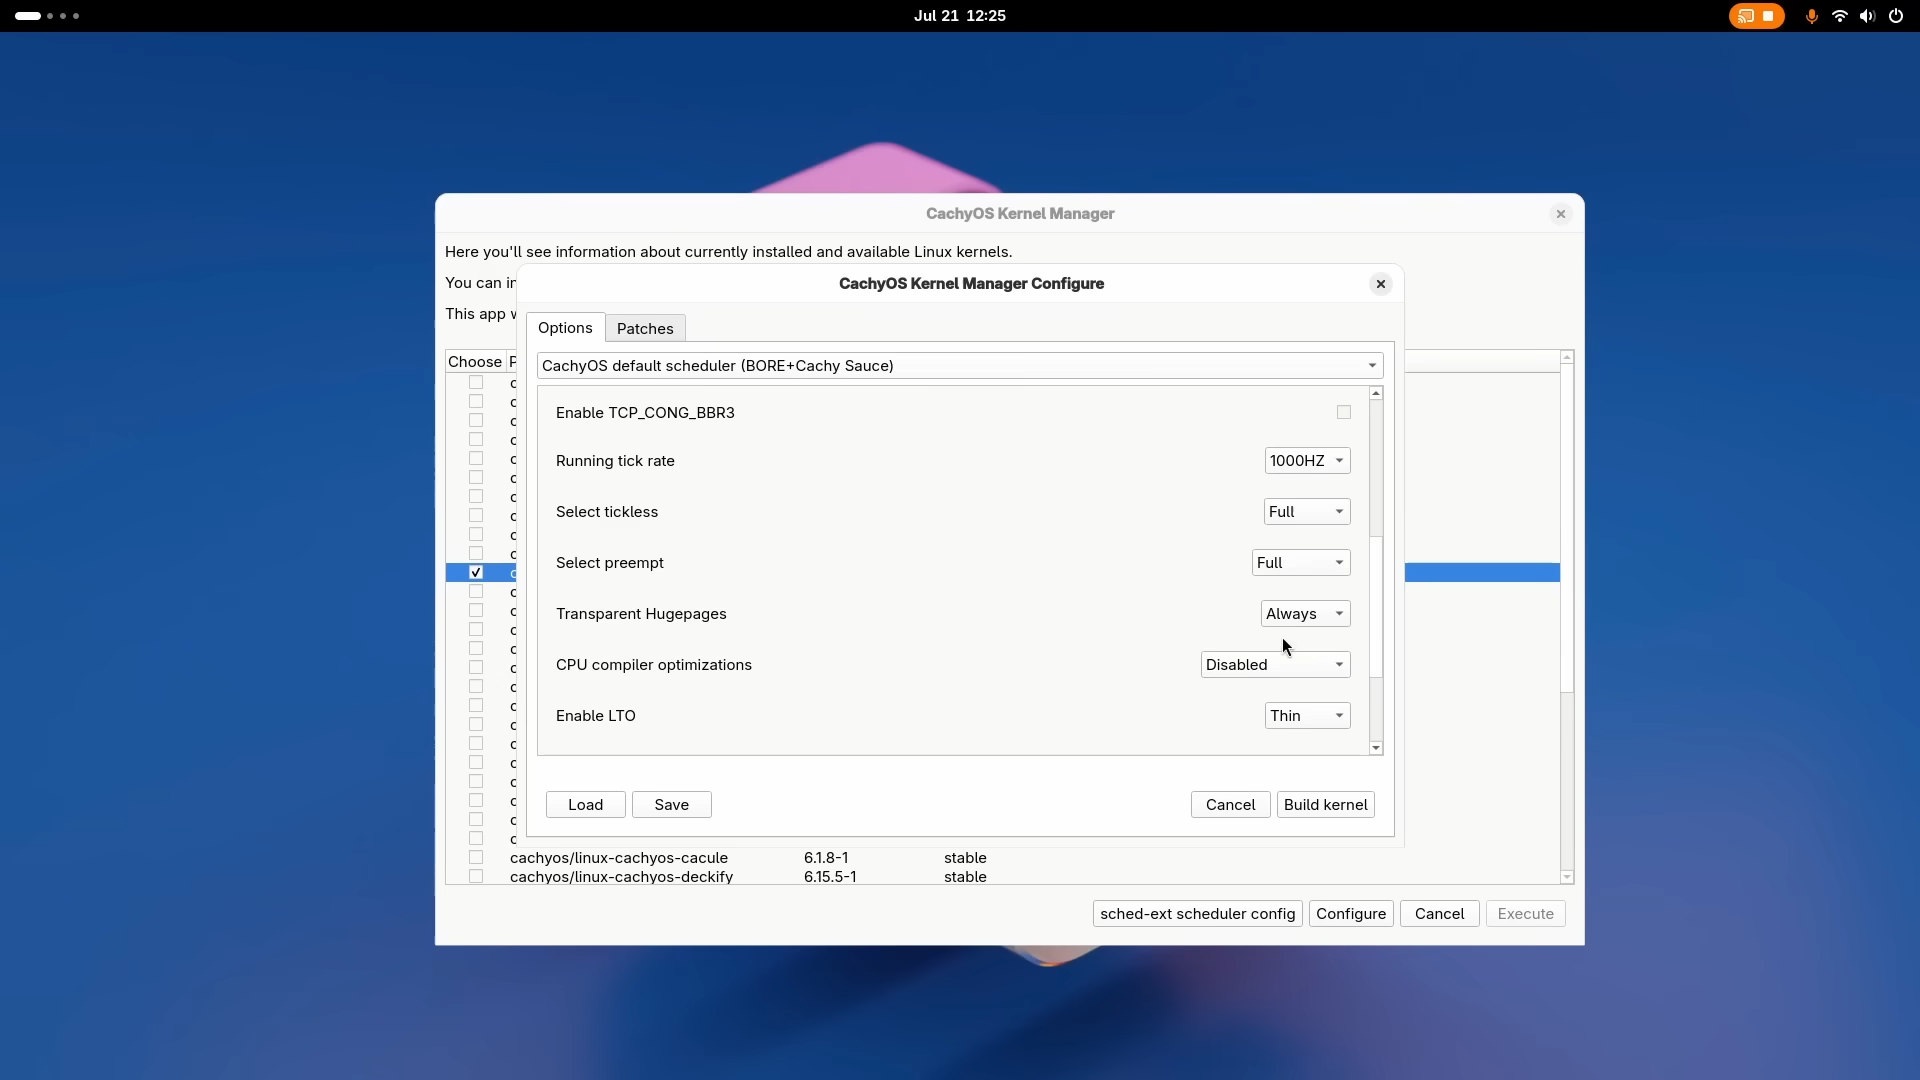 Jul 21 12:25
CachyOS Kernel Manager
Here you'll see information about currently installed and available Linux kernels.
You can in
This app w
Choose P
CachyOS Kernel Manager Configure
Options Patches
CachyOS default scheduler (BORE+Cachy Sauce)
Enable TCP_CONG_BBR3
Running tick rate 1000HZ
Select tickless Full
Select preempt Full
Transparent Hugepages Always
CPU compiler optimizations Disabled
Enable LTO Thin
Load Save Cancel Build kernel
cachyos/linux-cachyos-cacule 6.1.8-1 stable
cachyos/linux-cachyos-deckify 6.15.5-1 stable
sched-ext scheduler config Configure Cancel Execute